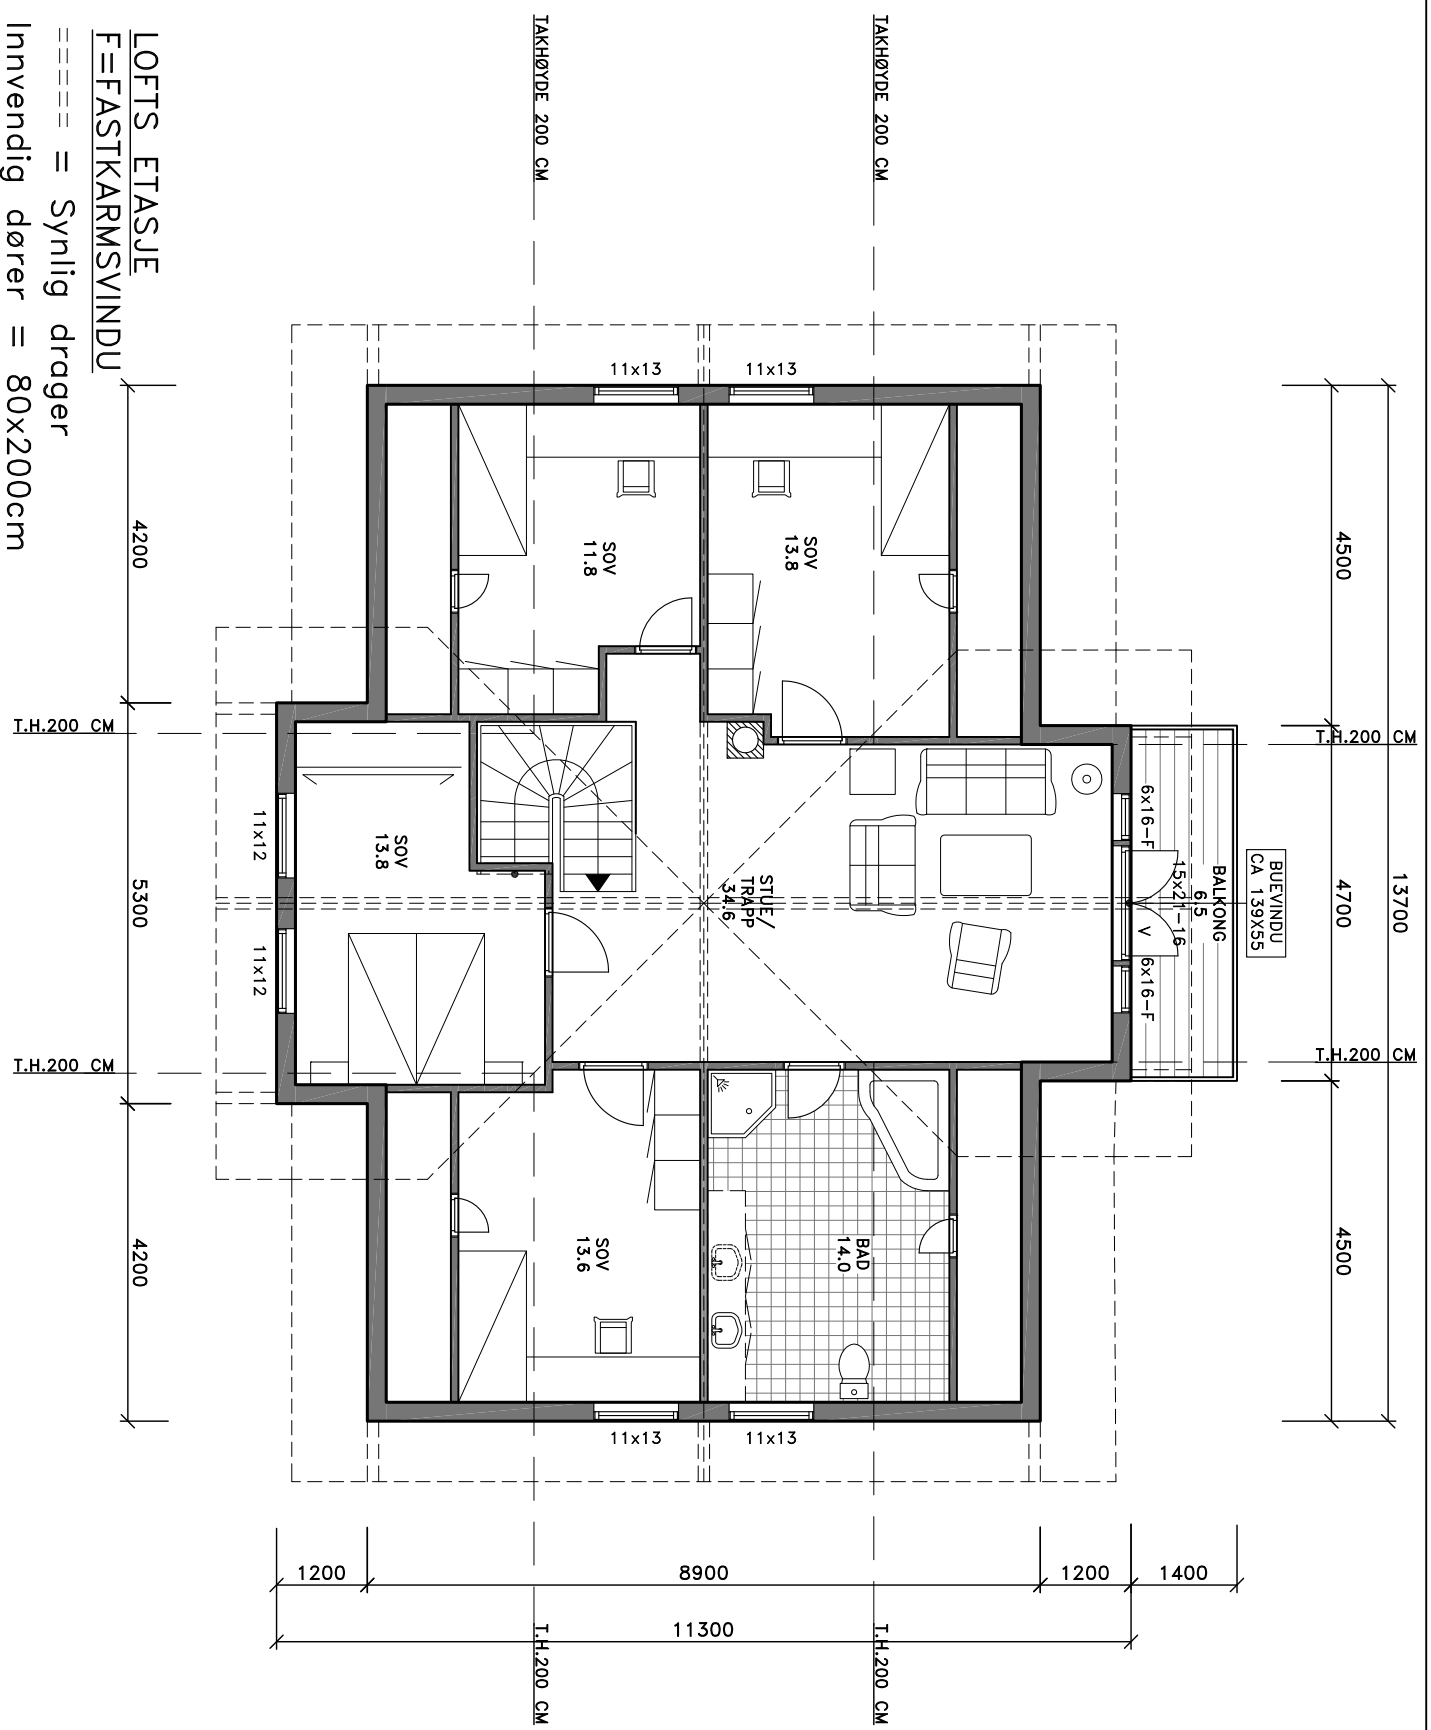 LOFTS ETASJE
F=FASTKARMSVINDU
===== = Synlig drager
Innvendig dører = 80x200cm
TAKHØYDE 200 CM
TAKHØYDE 200 CM
13700
4500
4700
4500
BUEVINDU
CA 139X55
BALKONG
6.5
15x21-16
V
6x16-F
6x16-F
T.H.200 CM
T.H.200 CM
11x13
11x13
SOV
13.8
SOV
11.8
STUE/
TRAPP
34.6
SOV
13.8
BAD
14.0
SOV
13.6
11x12
11x12
11x13
11x13
T.H.200 CM
T.H.200 CM
4200
5300
4200
1200
8900
1200
1400
11300
T.H.200 CM
T.H.200 CM